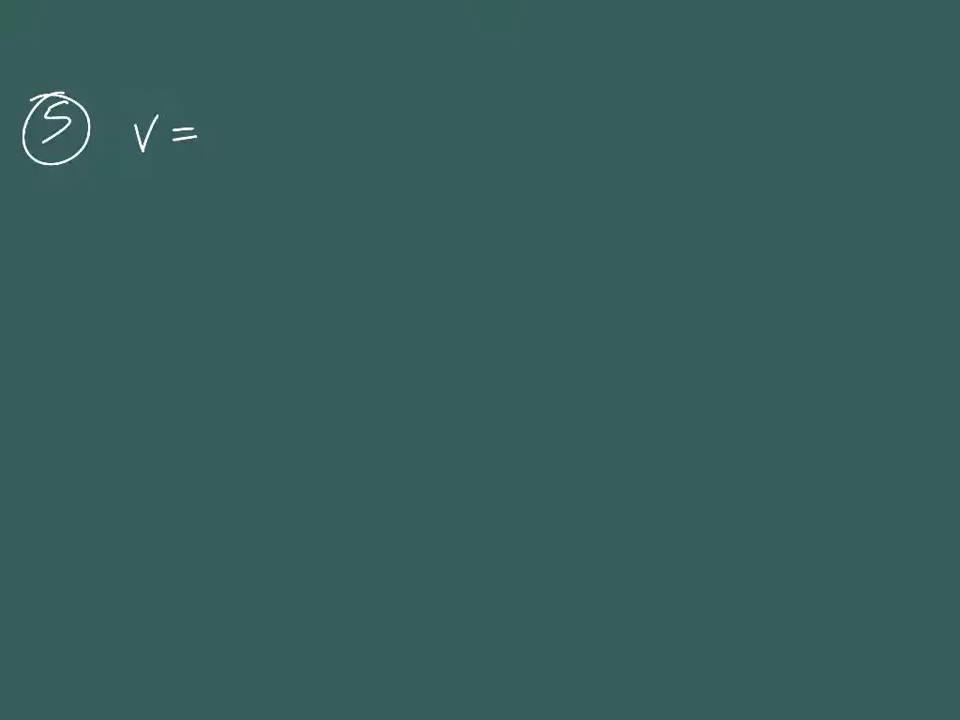 ⑤ V =